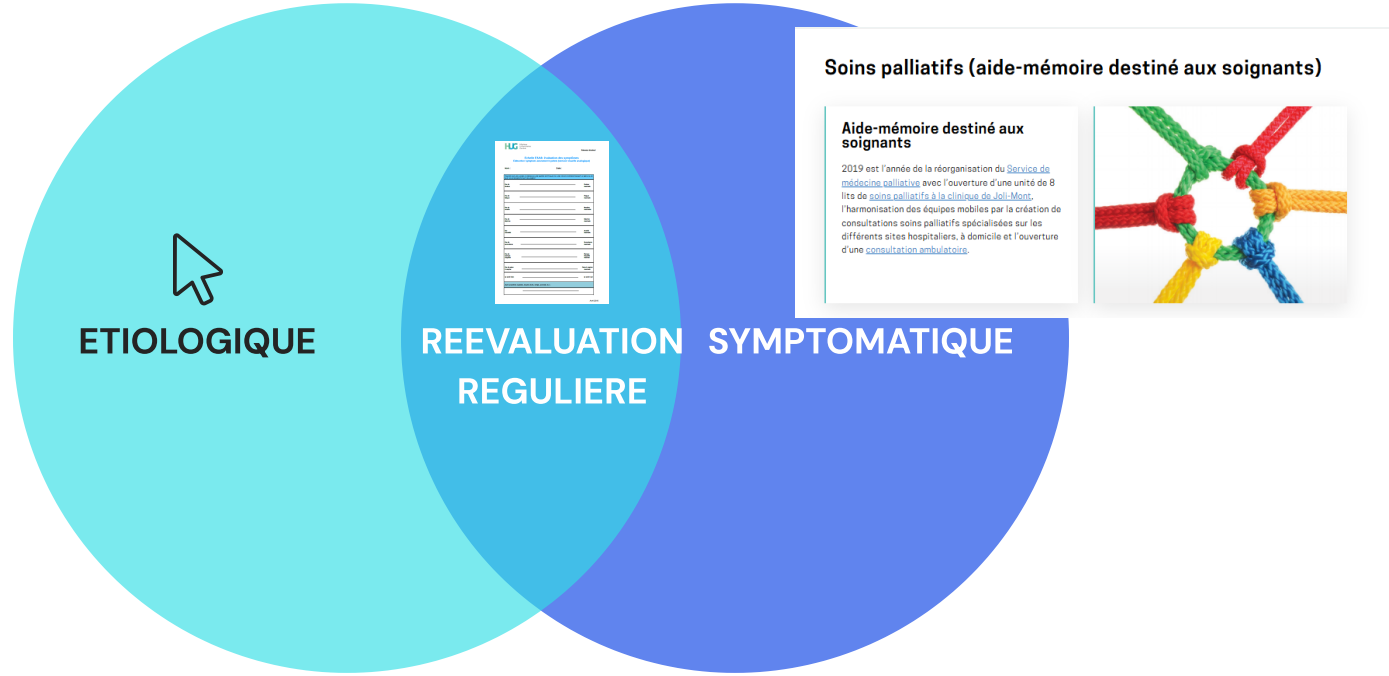 Soins palliatifs (aide-mémoire destiné aux soignants)
Aide-mémoire destiné aux
soignants
2019 est l'année de la réorganisation du Service de
médecine palliative avec l'ouverture d'une unité de 8
lits de soins palliatifs à la clinique de Joli-Mont,
l'harmonisation des équipes mobiles par la création de
consultations soins palliatifs spécialisées sur les
différents sites hospitaliers, à domicile et l'ouverture
d'une consultation ambulatoire.
HUG
ETIOLOGIQUE
REEVALUATION
REGULIERE
SYMPTOMATIQUE